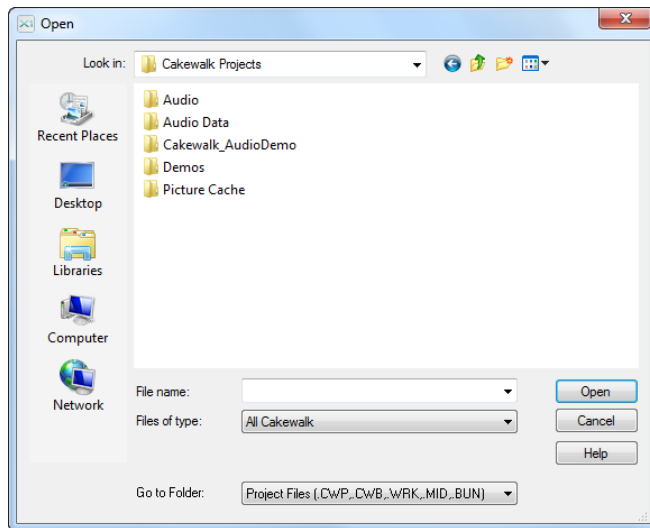 Open
Look in:
Cakewalk Projects
Recent Places
Desktop
Libraries
Computer
Network
Audio
Audio Data
Cakewalk_AudioDemo
Demos
Picture Cache
File name:
Open
Files of type:
All Cakewalk
Cancel
Help
Go to Folder:
Project Files (.CWP,.CWB,.WRK,.MID,.BUN)